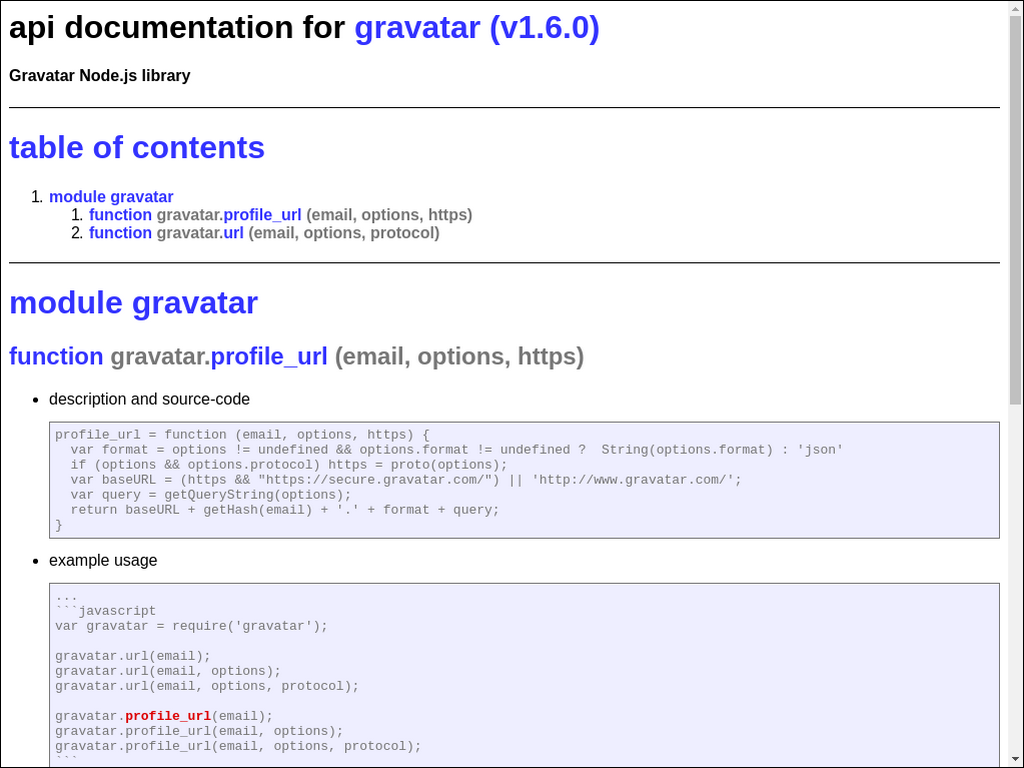 api documentation for gravatar (v1.6.0)
Gravatar Node.js library
table of contents
1. module gravatar
1. function gravatar.profile_url (email, options, https)
2. function gravatar.url (email, options, protocol)
module gravatar
function gravatar.profile_url (email, options, https)
• description and source-code
profile_url = function (email, options, https) {
  var format = options != undefined && options.format != undefined ?  String(options.format) : 'json'
  if (options && options.protocol) https = proto(options);
  var baseURL = (https && "https://secure.gravatar.com/") || 'http://www.gravatar.com/';
  var query = getQueryString(options);
  return baseURL + getHash(email) + '.' + format + query;
}
• example usage
...
```javascript
var gravatar = require('gravatar');
gravatar.url(email);
gravatar.url(email, options);
gravatar.url(email, options, protocol);
gravatar.profile_url(email);
gravatar.profile_url(email, options);
gravatar.profile_url(email, options, protocol);
```